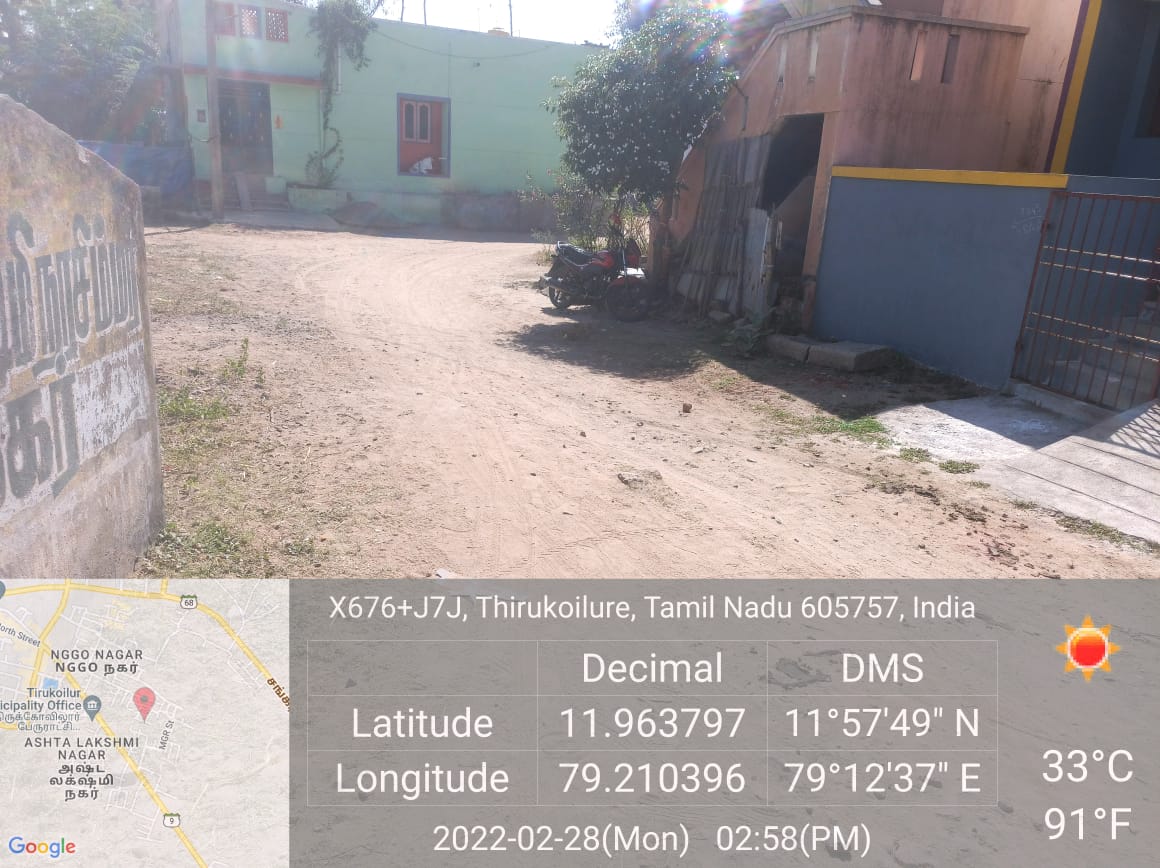 X676+J7J, Thirukoilure, Tamil Nadu 605757, India
Decimal DMS
Latitude 11.963797 11°57'49" N
Longitude 79.210396 79°12'37" E
2022-02-28(Mon) 02:58(PM)
33°C
91°F
68
orth Street
NGGO NAGAR
NGGO நகர்
Tirukoilur
icipality Office
திருக்கோவிலூர்
பேரூராட்சி...
MGR St
ASHTA LAKSHMI
NAGAR
அஷ்ட
லக்ஷ்மி
நகர்
9
Google